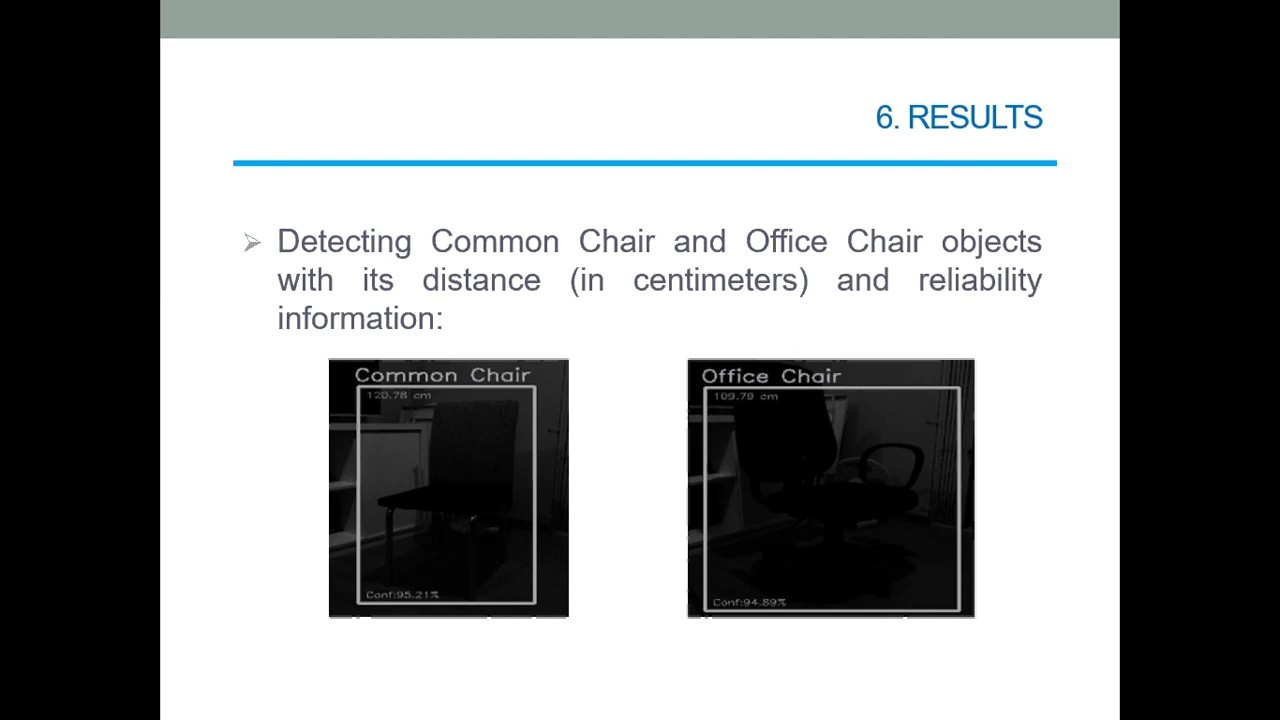 6. RESULTS
Detecting Common Chair and Office Chair objects
with its distance (in centimeters) and reliability
information:
Common Chair
120.78 cm
Conf:95.21%
Office Chair
109.79 cm
Conf:94.89%